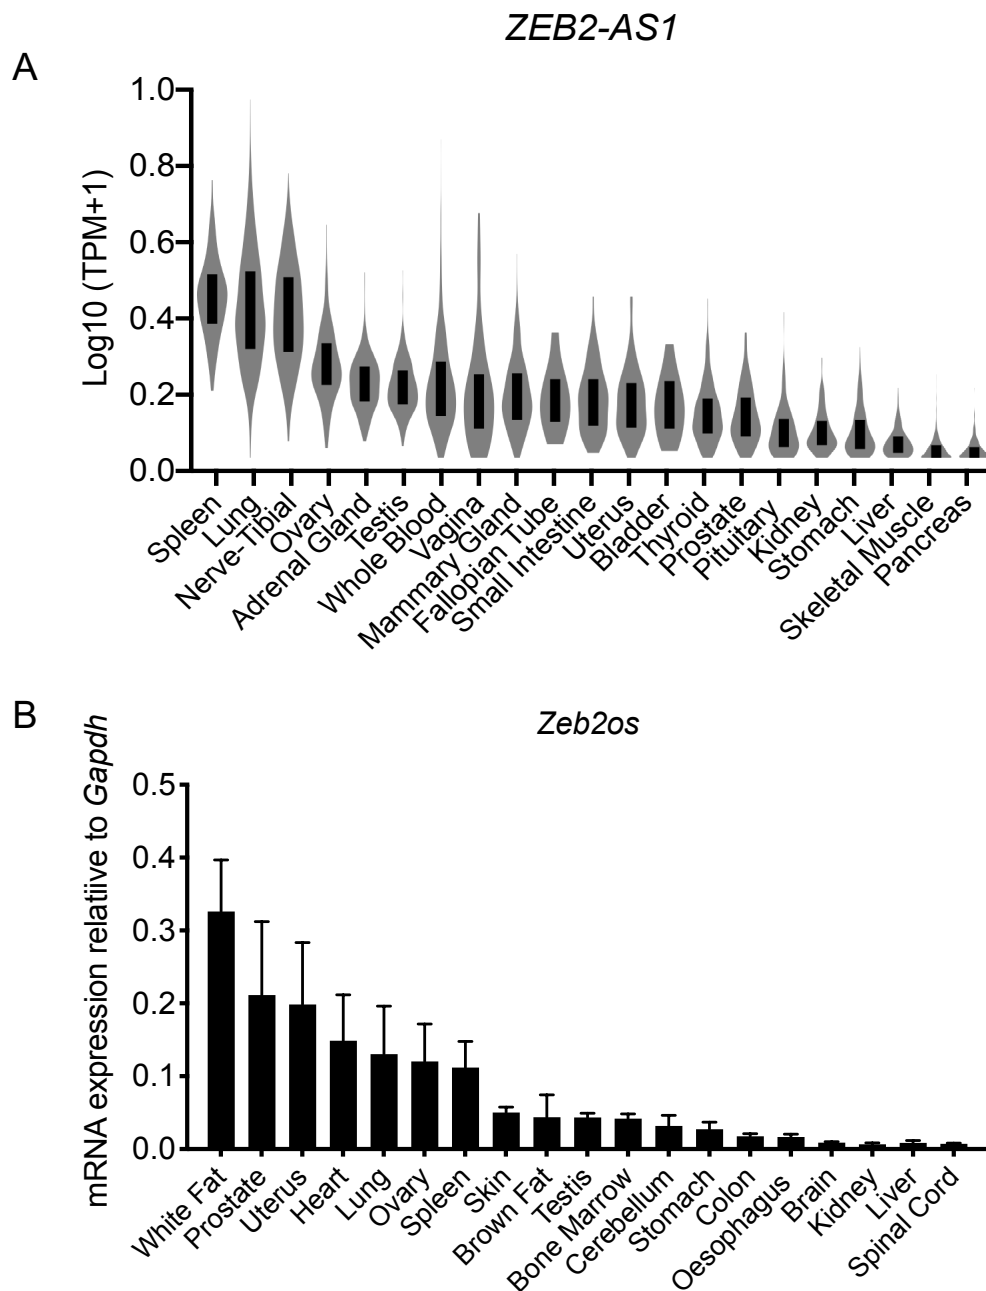 ZEB2-AS1
A
Log10 (TPM+1)
1.0
0.8
0.6
0.4
0.2
0.0
Spleen
Lung
Nerve- Tibial
Ovary
Adrenal Gland
Testis
Whole Blood
Vagina
Mammary Gland
Fallopian Tube
Small Intestine
Uterus
Bladder
Thyroid
Prostate
Pituitary
Kidney
Stomach
Liver
Skeletal Muscle
Pancreas
B
Zeb2os
mRNA expression relaltive to Gapdh
0.5
0.4
0.3
0.2
0.1
0.0
White Fat
Prostate
Uterus
Heart
Lung
Ovary
Spleen
Skin
Brown Fat
Testis
Bone Marrow
Cerebellum
Stomach
Colon
Oesophagus
Brain
Kidney
Liver
Spinal Cord